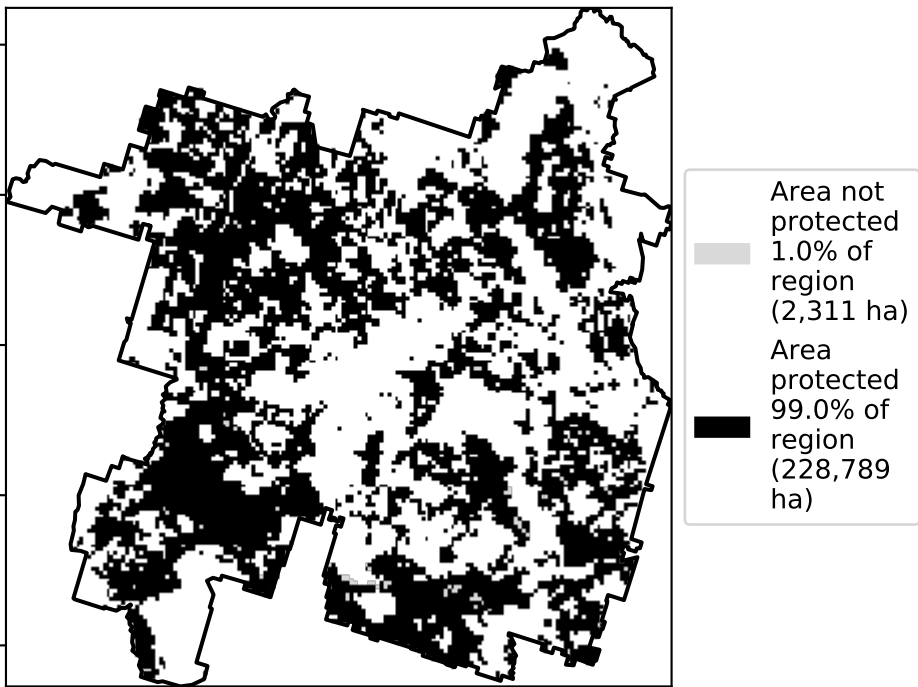 Area not
protected
1.0% of
region
(2,311 ha)
Area
protected
99.0% of
region
(228,789
ha)